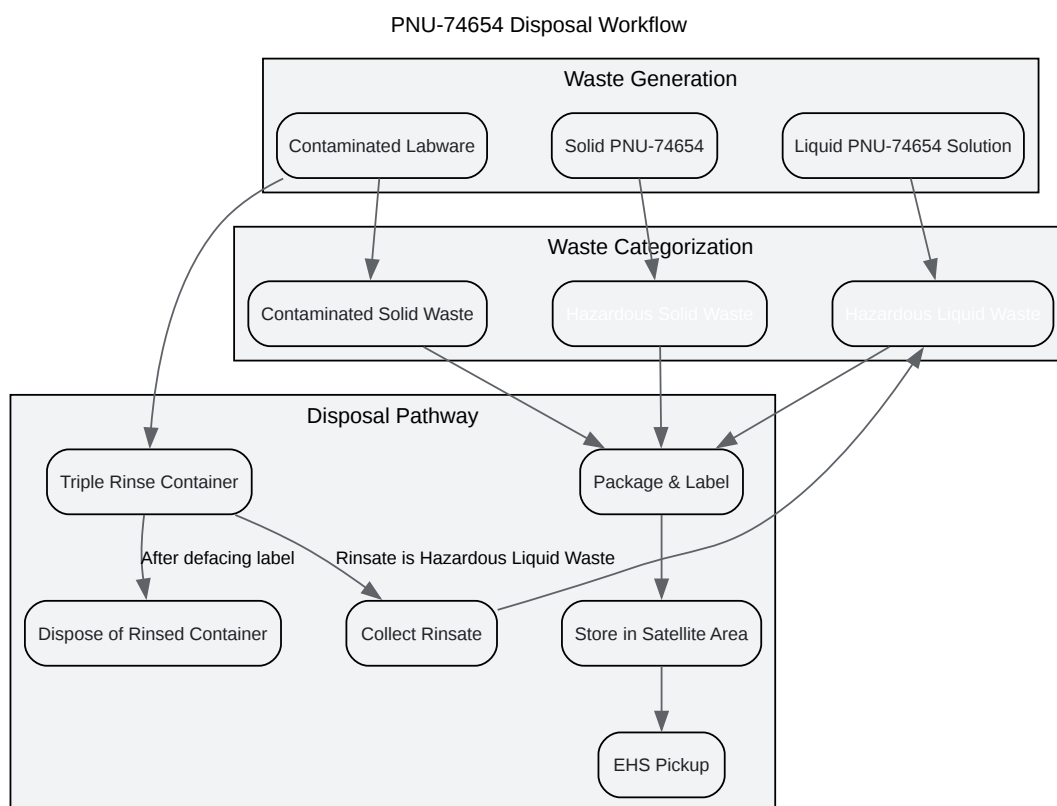 PNU-74654 Disposal Workflow
Waste Generation
Contaminated Labware
Solid PNU-74654
Liquid PNU-74654 Solution
Waste Categorization
Contaminated Solid Waste
Hazardous Solid Waste
Hazardous Liquid Waste
Disposal Pathway
Triple Rinse Container
Package & Label
After defacing label
Rinsate is Hazardous Liquid Waste
Dispose of Rinsed Container
Collect Rinsate
Store in Satellite Area
EHS Pickup